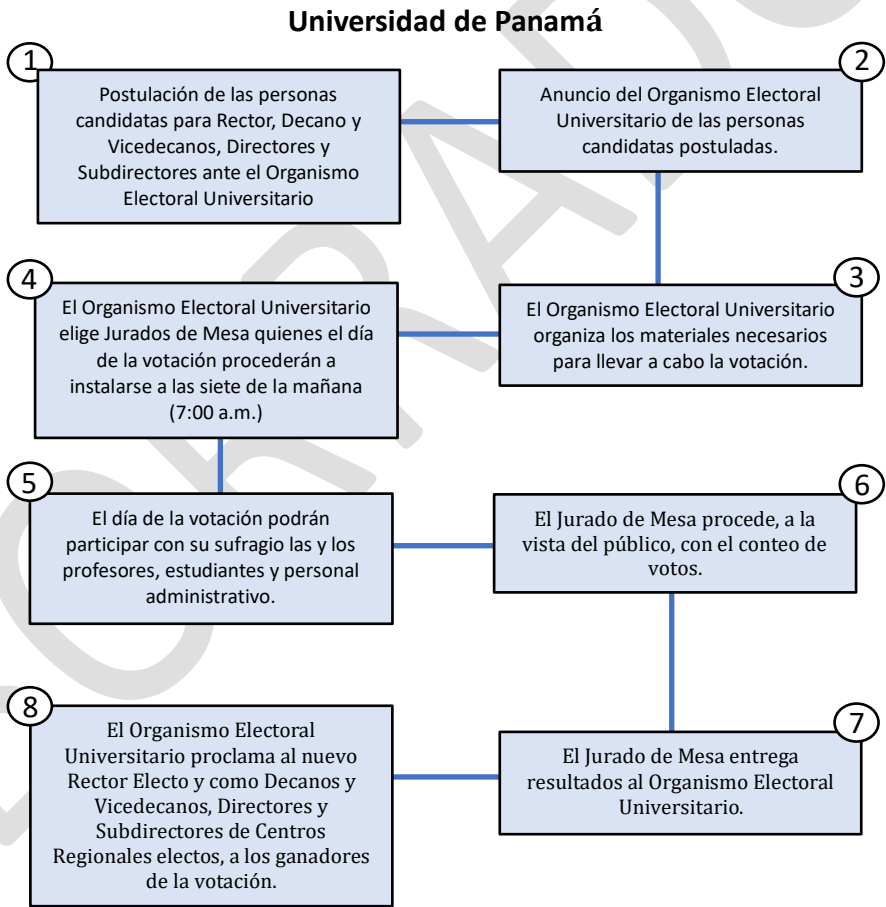 Universidad de Panamá
1
Postulación de las personas
candidatas para Rector, Decano y
Vicedecanos, Directores y
Subdirectores ante el Organismo
Electoral Universitario
2
Anuncio del Organismo Electoral
Universitario de las personas
candidatas postuladas.
3
El Organismo Electoral Universitario
organiza los materiales necesarios
para llevar a cabo la votación.
4
El Organismo Electoral Universitario
elige Jurados de Mesa quienes el día
de la votación procederán a
instalarse a las siete de la mañana
(7:00 a.m.)
5
El día de la votación podrán
participar con su sufragio las y los
profesores, estudiantes y personal
administrativo.
6
El Jurado de Mesa procede, a la
vista del público, con el conteo de
votos.
7
El Jurado de Mesa entrega
resultados al Organismo Electoral
Universitario.
8
El Organismo Electoral
Universitario proclama al nuevo
Rector Electo y como Decanos y
Vicedecanos, Directores y
Subdirectores de Centros
Regionales electos, a los ganadores
de la votación.